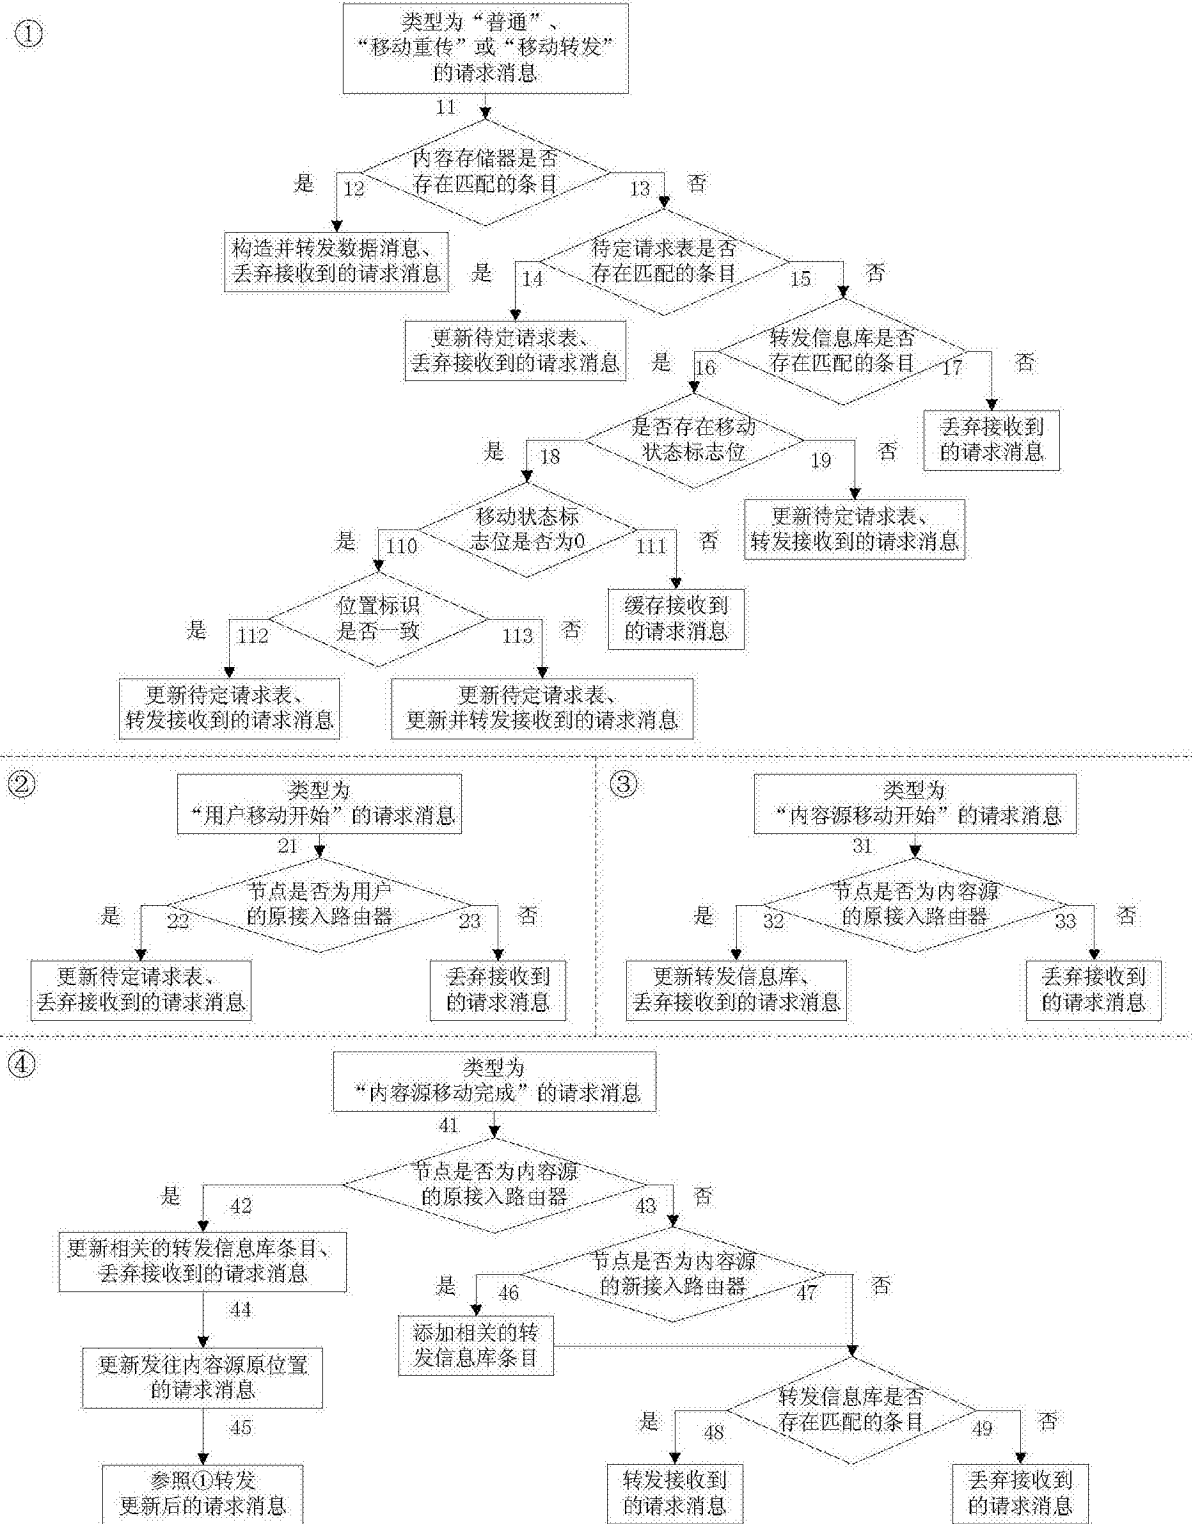 ①
类型为“普通”、
“移动重传”或“移动转发”
的请求消息
11
内容存储器是否
存在匹配的条目
是
12
13
否
构造并转发数据消息、
丢弃接收到的请求消息
待定请求表是否
存在匹配的条目
是
14
15
否
更新待定请求表、
丢弃接收到的请求消息
转发信息库是否
存在匹配的条目
是
16
17
否
是否存在移动
状态标志位
丢弃接收到
的请求消息
是
18
19
否
移动状态标
志位是否为0
更新待定请求表、
转发接收到的请求消息
是
110
111
否
位置标识
是否一致
缓存接收到
的请求消息
是
112
113
否
更新待定请求表、
转发接收到的请求消息
更新待定请求表、
更新并转发接收到的请求消息
②
类型为
“用户移动开始”的请求消息
21
节点是否为用户
的原接入路由器
是
22
23
否
更新待定请求表、
丢弃接收到的请求消息
丢弃接收到
的请求消息
③
类型为
“内容源移动开始”的请求消息
31
节点是否为内容源
的原接入路由器
是
32
33
否
更新转发信息库、
丢弃接收到的请求消息
丢弃接收到
的请求消息
④
类型为
“内容源移动完成”的请求消息
41
节点是否为内容源
的原接入路由器
是
42
43
否
更新相关的转发信息库条目、
丢弃接收到的请求消息
节点是否为内容源
的新接入路由器
是
46
47
否
44
添加相关的转
发信息库条目
更新发往内容源原位置
的请求消息
转发信息库是否
存在匹配的条目
45
是
48
49
否
参照①转发
更新后的请求消息
转发接收到
的请求消息
丢弃接收到
的请求消息